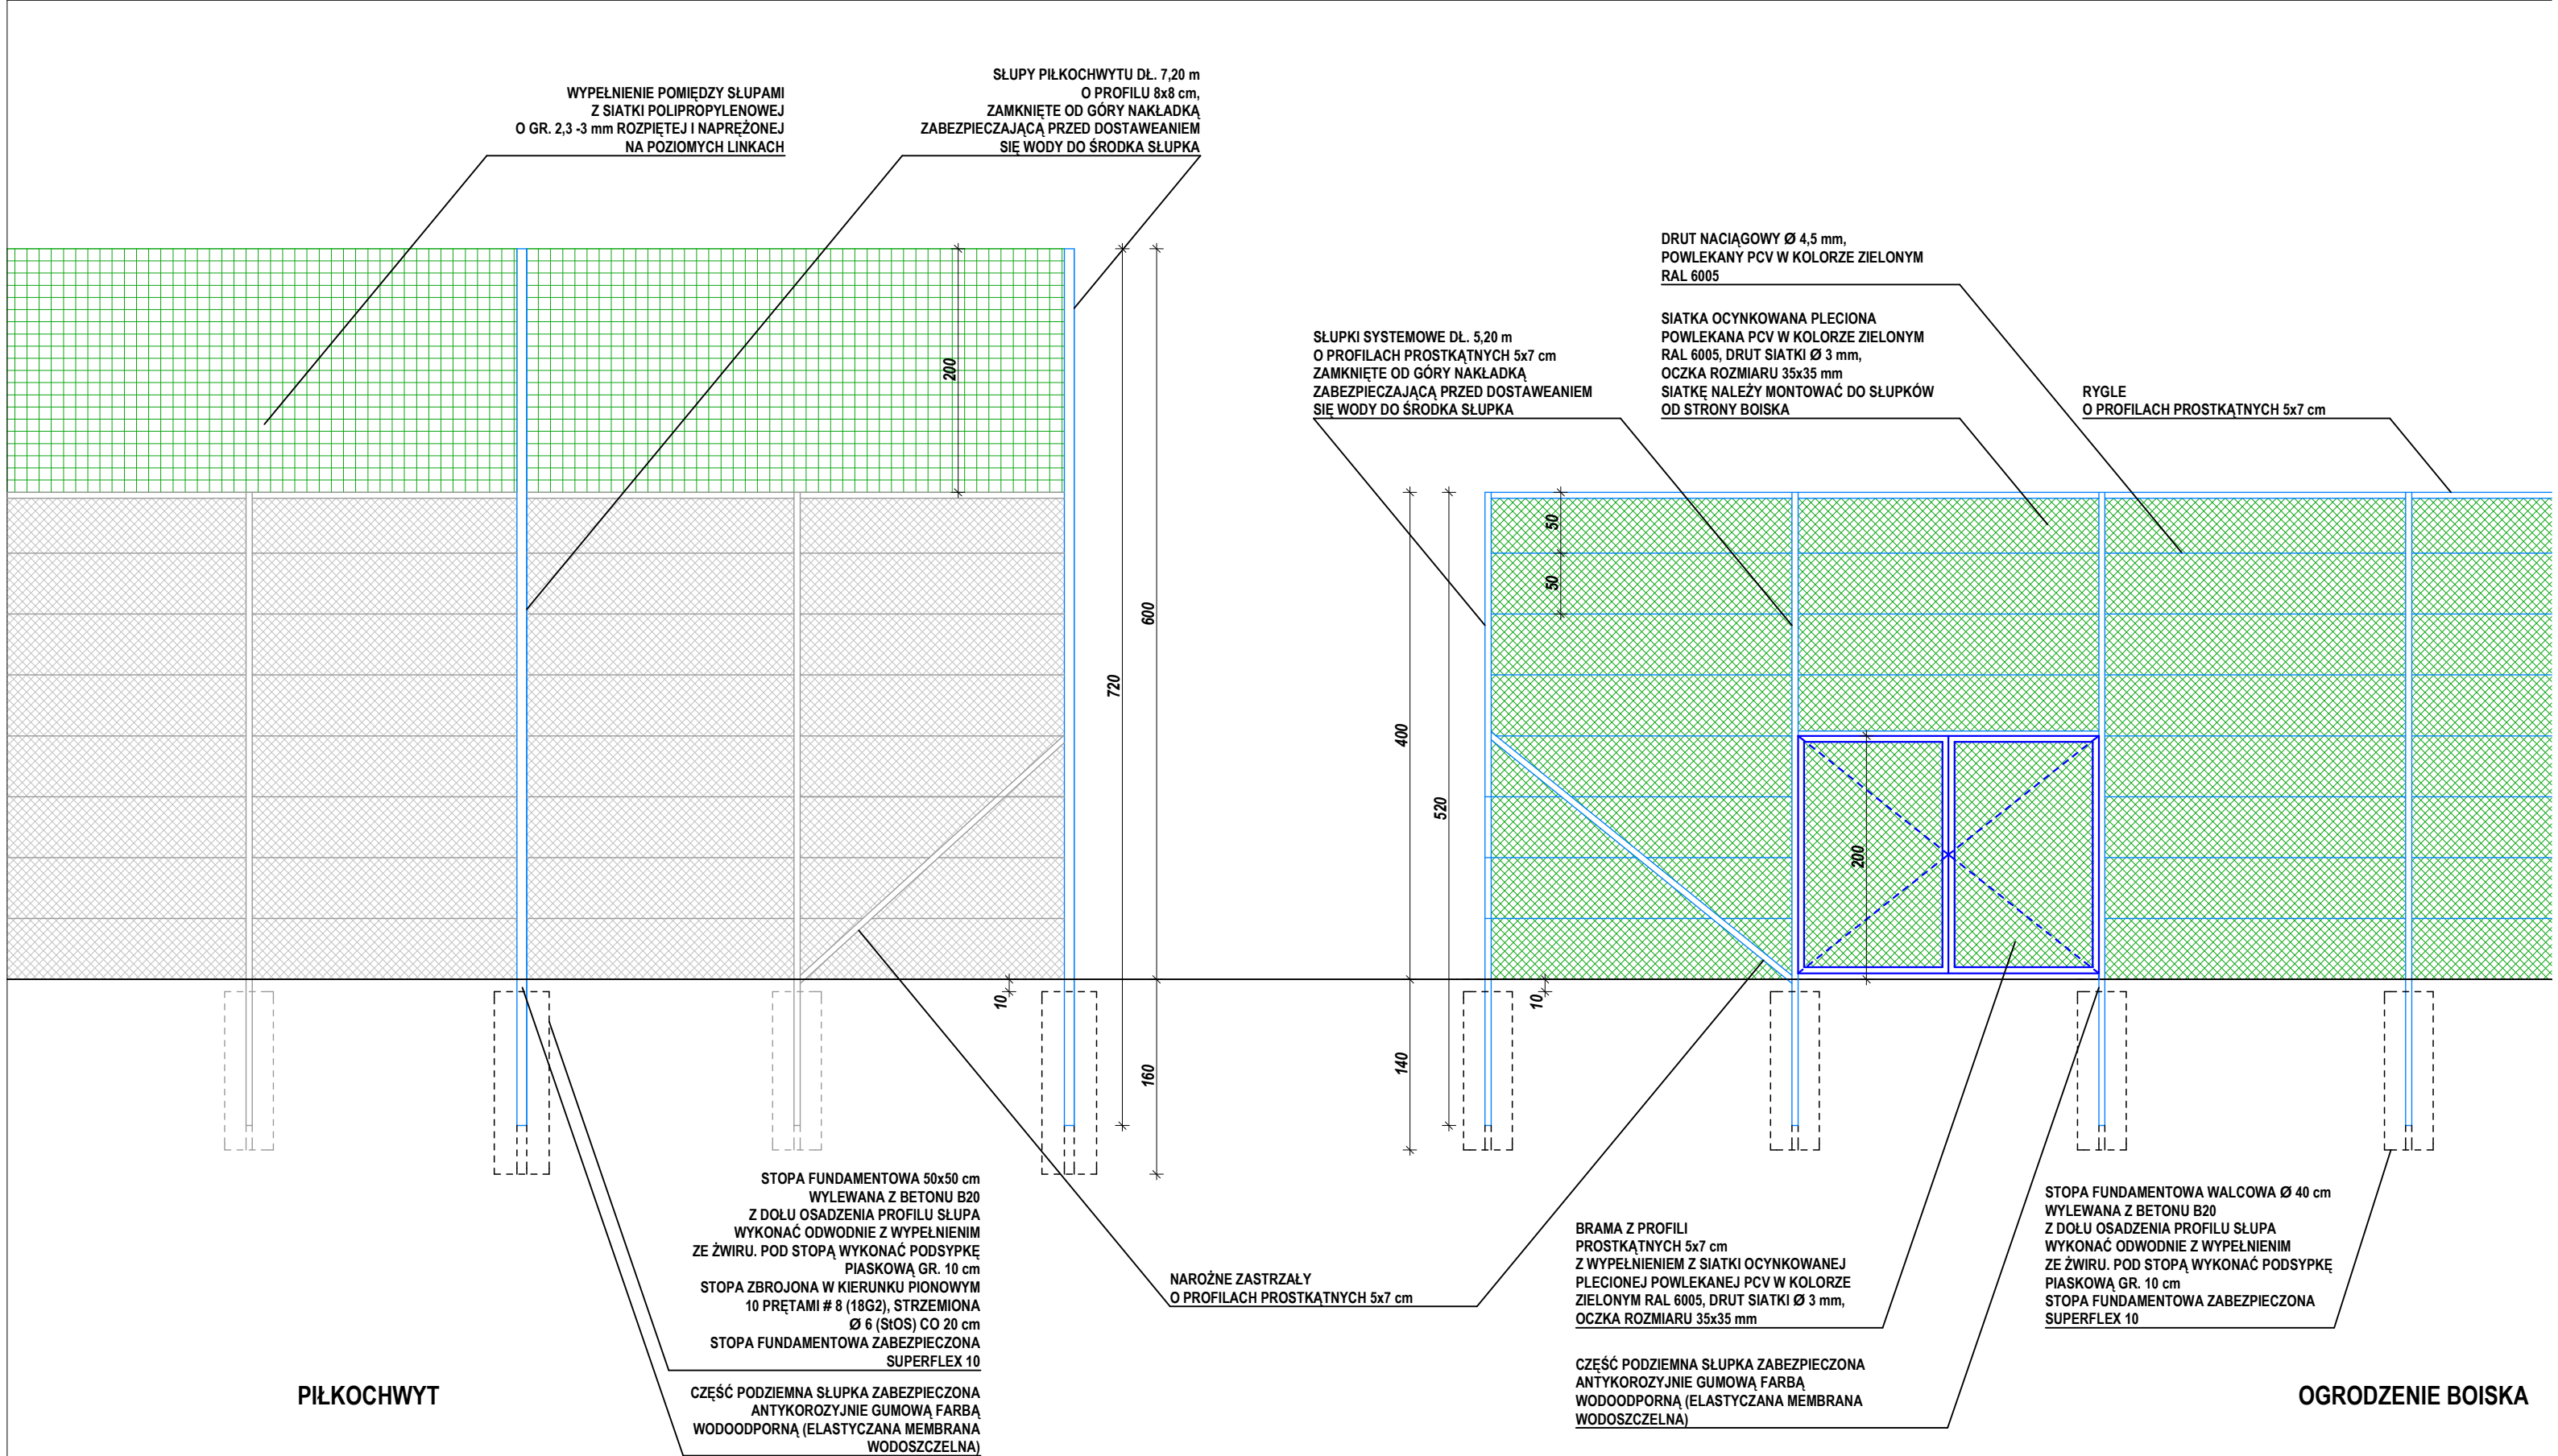 WYPEŁNIENIE POMIĘDZY SŁUPAMI
Z SIATKI POLIPROPYLENOWEJ
O GR. 2,3 -3 mm ROZPIĘTEJ I NAPRĘŻONEJ
NA POZIOMYCH LINKACH
SŁUPY PIŁKOCHWYTU DŁ. 7,20 m
O PROFILU 8x8 cm,
ZAMKNIĘTE OD GÓRY NAKŁADKĄ
ZABEZPIECZAJĄCĄ PRZED DOSTAWEANIEM
SIĘ WODY DO ŚRODKA SŁUPKA
DRUT NACIĄGOWY Ø 4,5 mm,
POWLEKANY PCV W KOLORZE ZIELONYM
RAL 6005
SŁUPKI SYSTEMOWE DŁ. 5,20 m
O PROFILACH PROSTKĄTNYCH 5x7 cm
ZAMKNIĘTE OD GÓRY NAKŁADKĄ
ZABEZPIECZAJĄCĄ PRZED DOSTAWEANIEM
SIĘ WODY DO ŚRODKA SŁUPKA
SIATKA OCYNKOWANA PLECIONA
POWLEKANA PCV W KOLORZE ZIELONYM
RAL 6005, DRUT SIATKI Ø 3 mm,
OCZKA ROZMIARU 35x35 mm
SIATKĘ NALEŻY MONTOWAĆ DO SŁUPKÓW
OD STRONY BOISKA
RYGLE
O PROFILACH PROSTKĄTNYCH 5x7 cm
200
720
600
160
10
400
520
140
50
50
200
10
STOPA FUNDAMENTOWA 50x50 cm
WYLEWANA Z BETONU B20
Z DOŁU OSADZENIA PROFILU SŁUPA
WYKONAĆ ODWODNIE Z WYPEŁNIENIM
ZE ŻWIRU. POD STOPĄ WYKONAĆ PODSYPKĘ
PIASKOWĄ GR. 10 cm
STOPA ZBROJONA W KIERUNKU PIONOWYM
10 PRĘTAMI # 8 (18G2), STRZEMIONA
Ø 6 (StOS) CO 20 cm
STOPA FUNDAMENTOWA ZABEZPIECZONA
SUPERFLEX 10
CZĘŚĆ PODZIEMNA SŁUPKA ZABEZPIECZONA
ANTYKOROZYJNIE GUMOWĄ FARBĄ
WODOODPORNĄ (ELASTYCZANA MEMBRANA
WODOSZCZELNA)
NAROŻNE ZASTRZAŁY
O PROFILACH PROSTKĄTNYCH 5x7 cm
BRAMA Z PROFILI
PROSTKĄTNYCH 5x7 cm
Z WYPEŁNIENIEM Z SIATKI OCYNKOWANEJ
PLECIONEJ POWLEKANEJ PCV W KOLORZE
ZIELONYM RAL 6005, DRUT SIATKI Ø 3 mm,
OCZKA ROZMIARU 35x35 mm
CZĘŚĆ PODZIEMNA SŁUPKA ZABEZPIECZONA
ANTYKOROZYJNIE GUMOWĄ FARBĄ
WODOODPORNĄ (ELASTYCZANA MEMBRANA
WODOSZCZELNA)
STOPA FUNDAMENTOWA WALCOWA Ø 40 cm
WYLEWANA Z BETONU B20
Z DOŁU OSADZENIA PROFILU SŁUPA
WYKONAĆ ODWODNIE Z WYPEŁNIENIM
ZE ŻWIRU. POD STOPĄ WYKONAĆ PODSYPKĘ
PIASKOWĄ GR. 10 cm
STOPA FUNDAMENTOWA ZABEZPIECZONA
SUPERFLEX 10
PIŁKOCHWYT
OGRODZENIE BOISKA